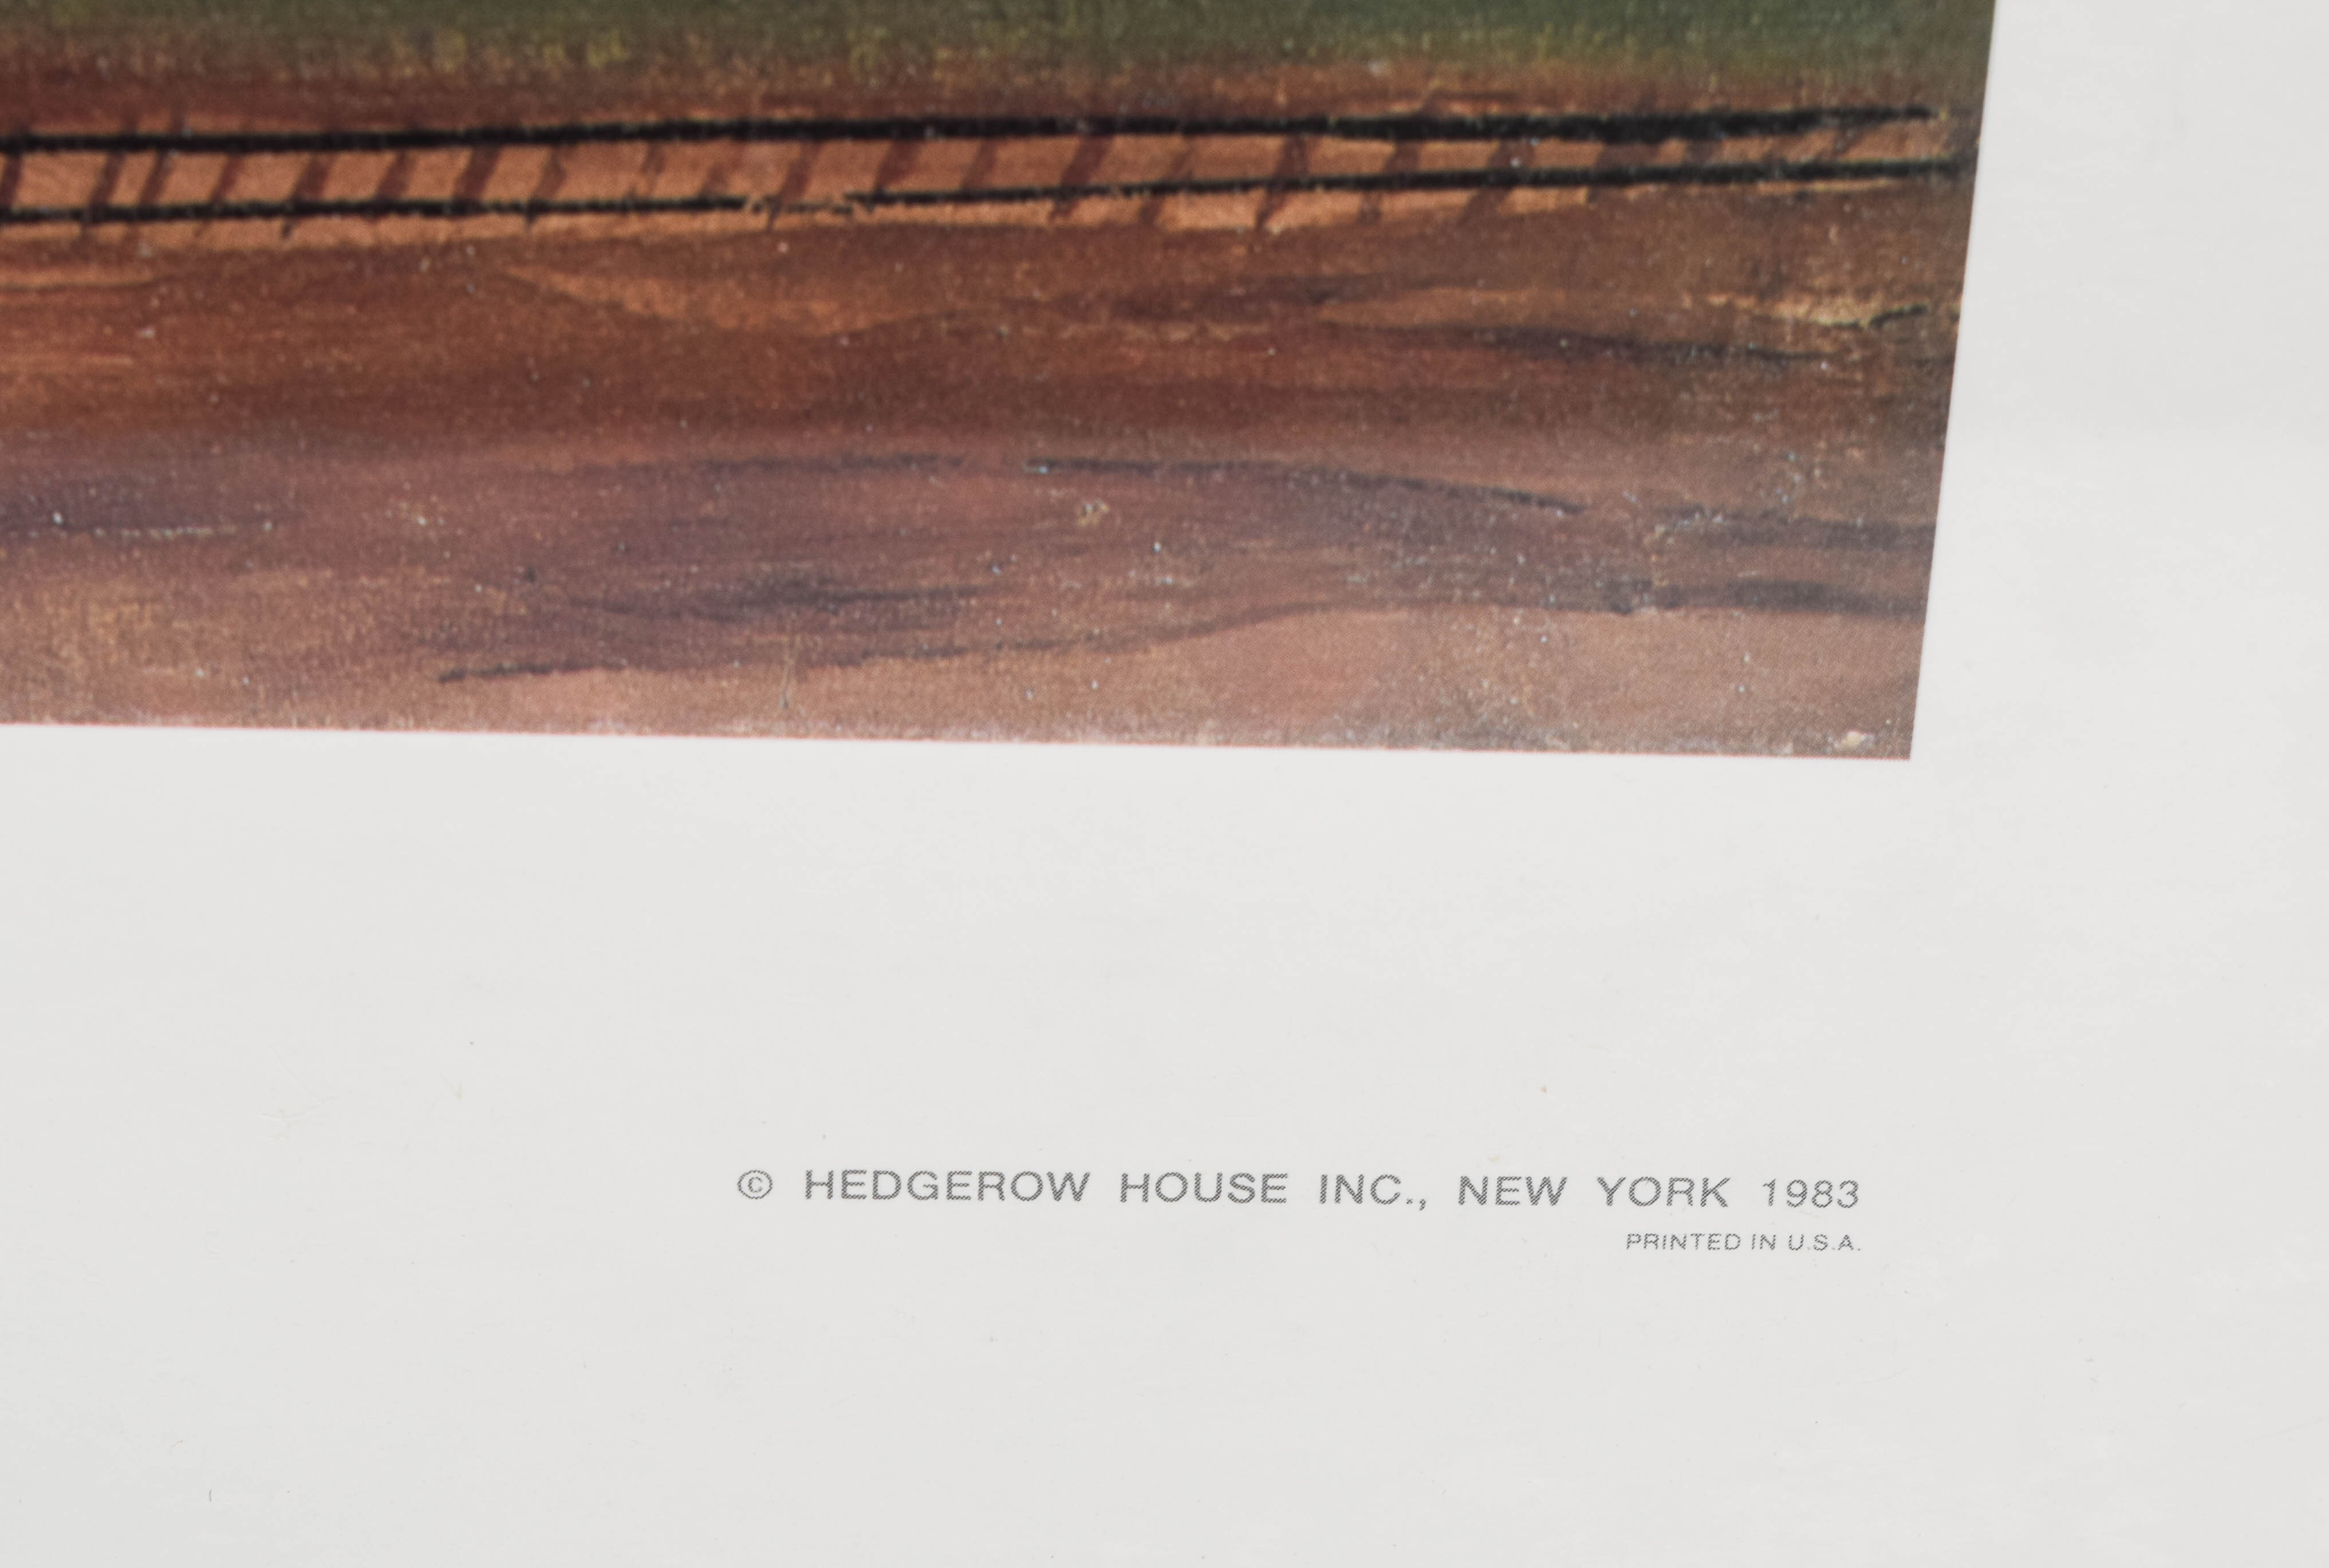 © HEDGEROW HOUSE INC., NEW YORK 1983
PRINTED IN U.S.A.